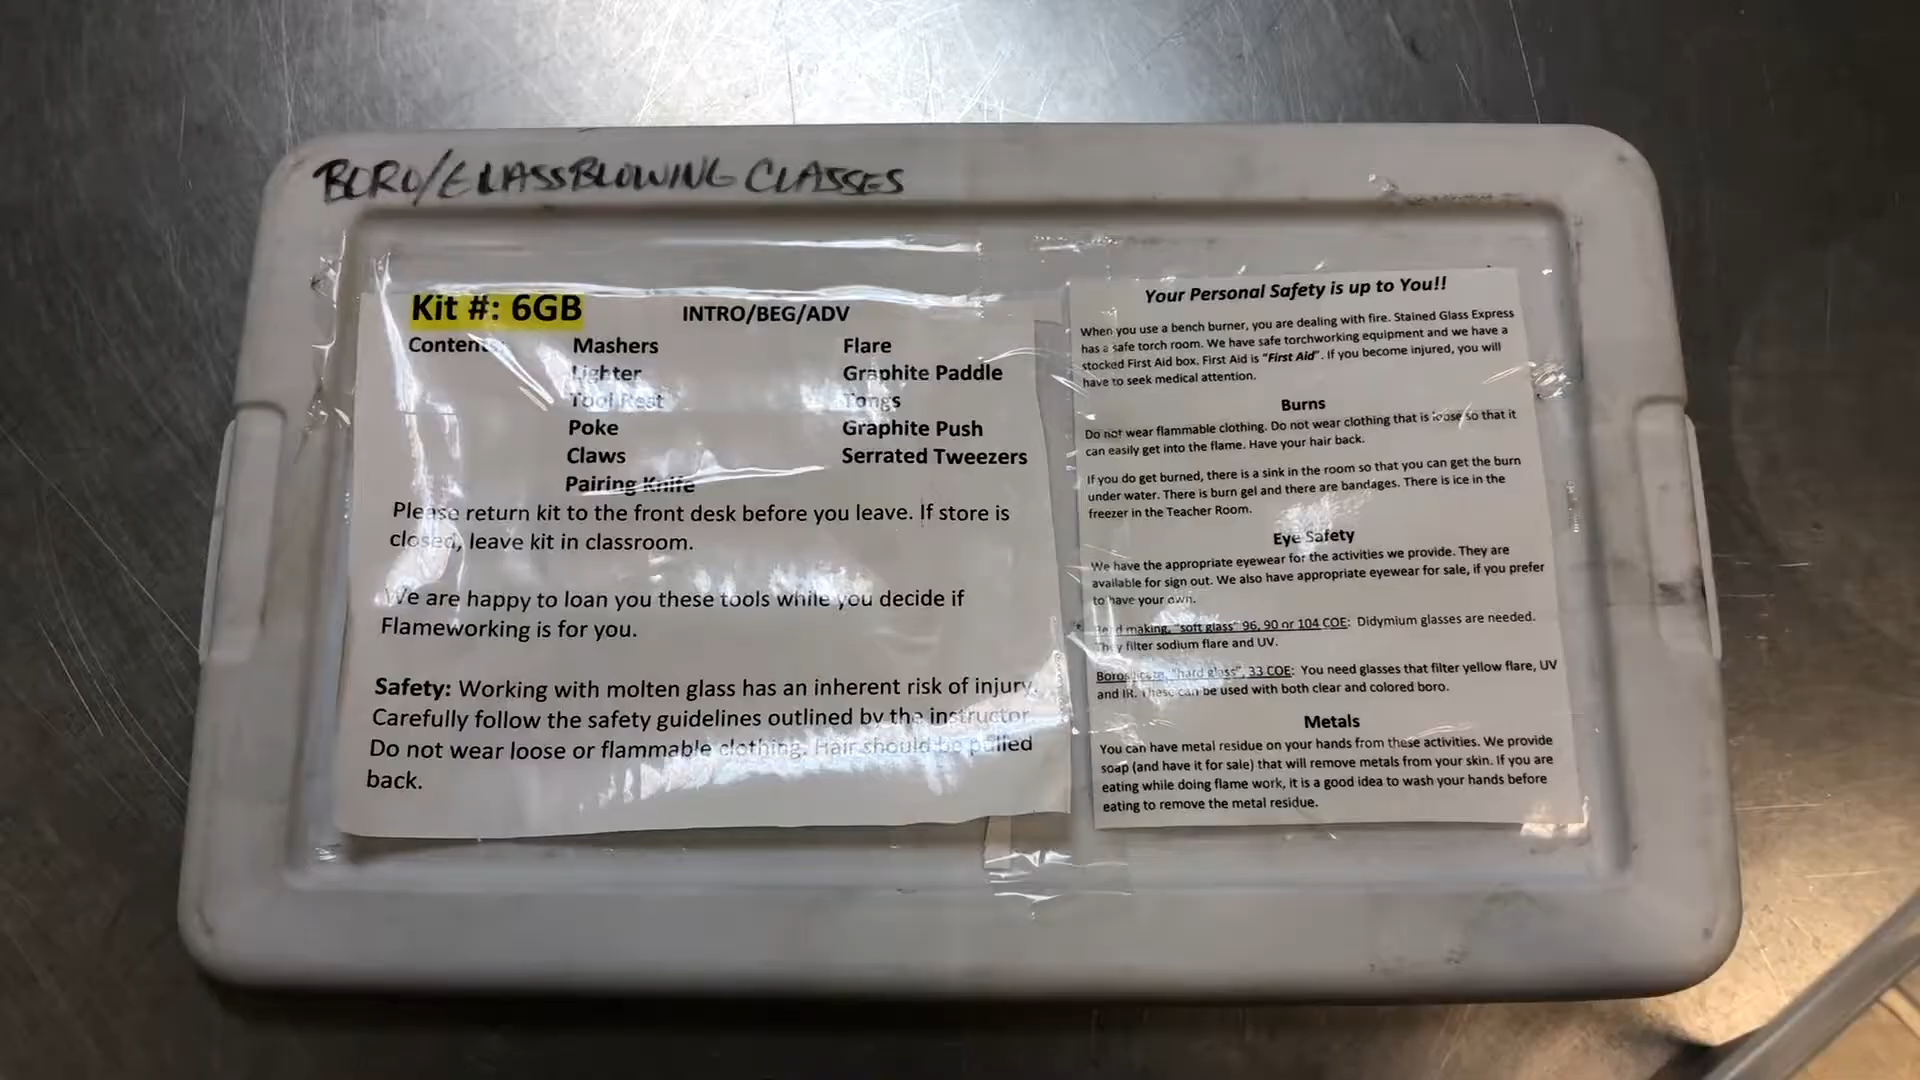 BORO/GLASSBLOWING CLASSES
Kit #: 6GB INTRO/BEG/ADV
Contents: Mashers Flare
Lighter Graphite Paddle
Tool Rest Tongs
Poke Graphite Push
Claws Serrated Tweezers
Pairing Knife
Please return kit to the front desk before you leave. If store is
closed, leave kit in classroom.
We are happy to loan you these tools while you decide if
Flameworking is for you.
Safety: Working with molten glass has an inherent risk of injury.
Carefully follow the safety guidelines outlined by the instructor
Do not wear loose or flammable clothing. Hair should be pulled
back.
Your Personal Safety is up to You!!
When you use a bench burner, you are dealing with fire. Stained Glass Express
has a safe torch room. We have safe torchworking equipment and we have a
stocked First Aid box. First Aid is "First Aid". If you become injured, you will
have to seek medical attention.
Burns
Do not wear flammable clothing. Do not wear clothing that is loose so that it
can easily get into the flame. Have your hair back.
If you do get burned, there is a sink in the room so that you can get the burn
under water. There is burn gel and there are bandages. There is ice in the
freezer in the Teacher Room.
Eye Safety
We have the appropriate eyewear for the activities we provide. They are
available for sign out. We also have appropriate eyewear for sale, if you prefer
to have your own.
Bead making, "soft glass" 96, 90 or 104 COE: Didymium glasses are needed.
They filter sodium flare and UV.
Borosilicate, "hard glass", 33 COE: You need glasses that filter yellow flare, UV
and IR. These can be used with both clear and colored boro.
Metals
You can have metal residue on your hands from these activities. We provide
soap (and have it for sale) that will remove metals from your skin. If you are
eating while doing flame work, it is a good idea to wash your hands before
eating to remove the metal residue.